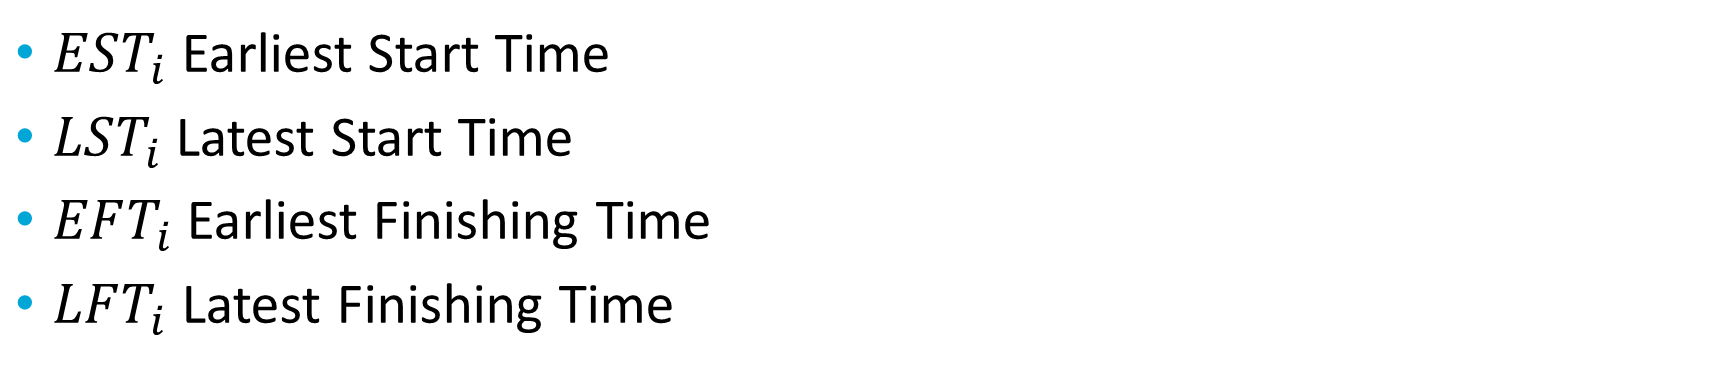 • EST_i Earliest Start Time
• LST_i Latest Start Time
• EFT_i Earliest Finishing Time
• LFT_i Latest Finishing Time